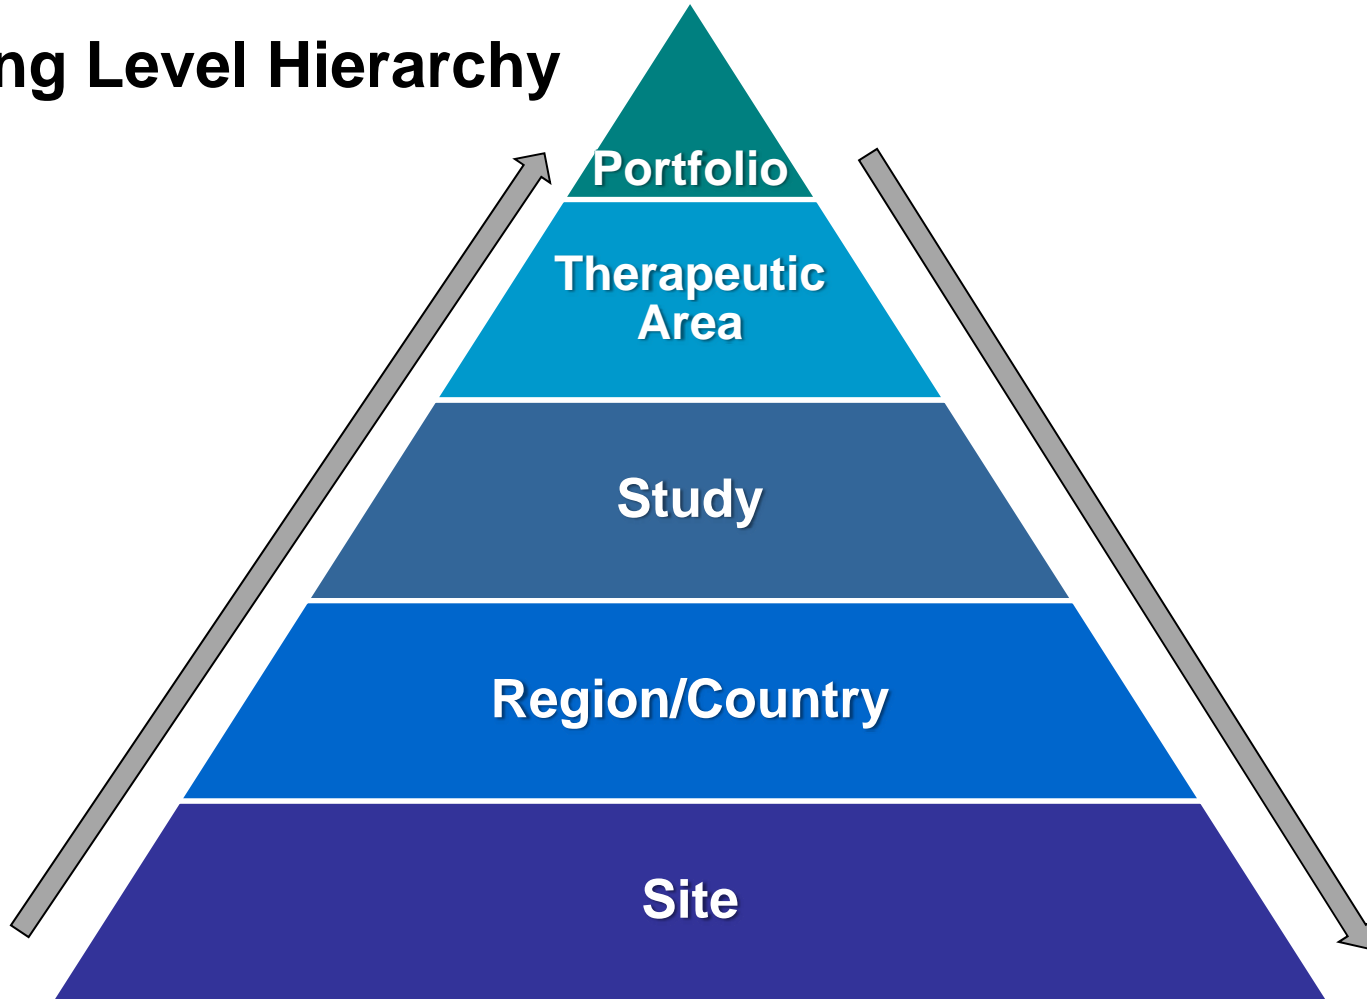 ng Level Hierarchy
Portfolio
Therapeutic
Area
Study
Region/Country
Site